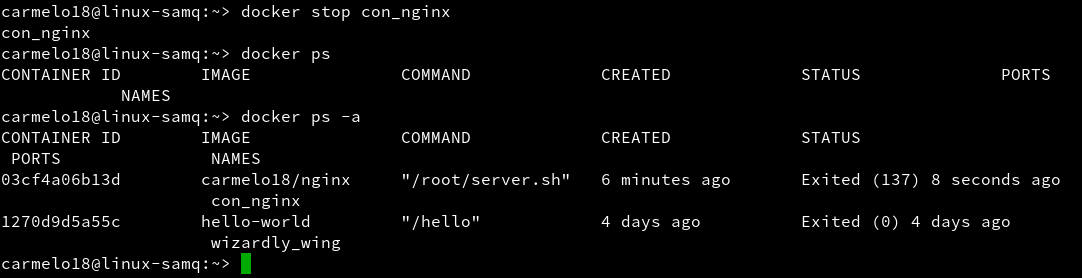 carmelo18@linux-samq:~> docker stop con_nginx
con_nginx
carmelo18@linux-samq:~> docker ps
CONTAINER ID        IMAGE               COMMAND             CREATED             STATUS              PORTS
            NAMES
carmelo18@linux-samq:~> docker ps -a
CONTAINER ID        IMAGE               COMMAND             CREATED             STATUS
 PORTS               NAMES
03cf4a06b13d        carmelo18/nginx     "/root/server.sh"   6 minutes ago       Exited (137) 8 seconds ago
                     con_nginx
1270d9d5a55c        hello-world         "/hello"            4 days ago          Exited (0) 4 days ago
                     wizardly_wing
carmelo18@linux-samq:~>